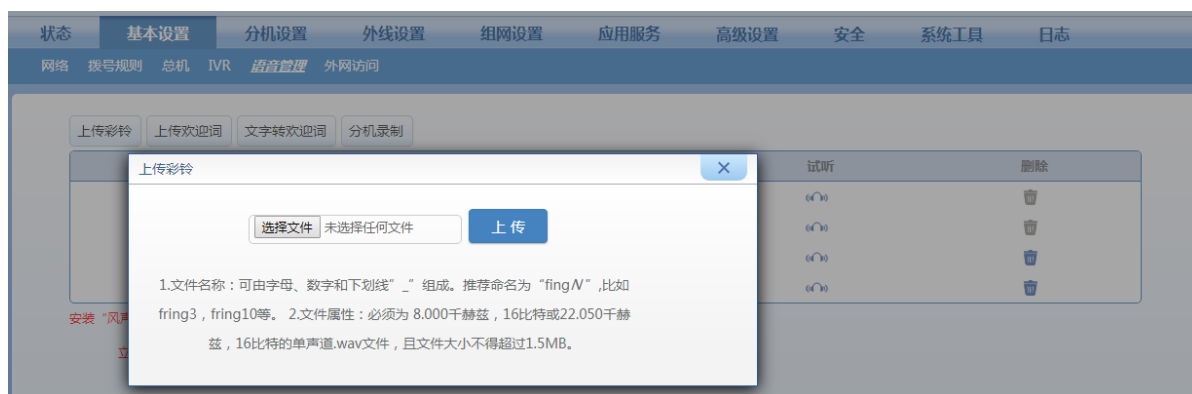 状态 基本设置 分机设置 外线设置 组网设置 应用服务 高级设置 安全 系统工具 日志
网络 拨号规则 总机 IVR 语音管理 外网访问
上传彩铃 上传欢迎词 文字转欢迎词 分机录制
上传彩铃
试听 删除
选择文件 未选择任何文件 上传
1.文件名称：可由字母、数字和下划线”_”组成。推荐命名为“fingN”,比如
fring3，fring10等。 2.文件属性：必须为 8.000千赫兹，16比特或22.050千赫
兹，16比特的单声道.wav文件，且文件大小不得超过1.5MB。
安装“风声
立